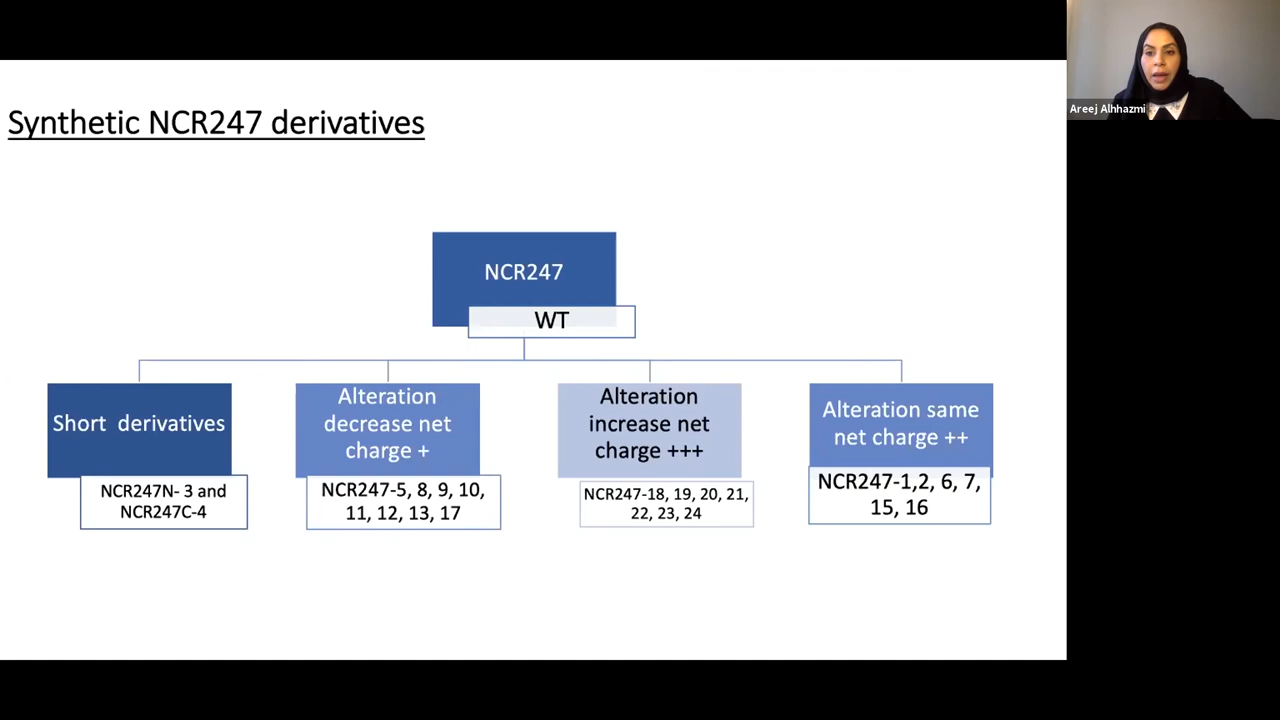 Synthetic NCR247 derivatives
Areej Alhhazmi
NCR247
WT
Short derivatives
NCR247N- 3 and
NCR247C-4
Alteration
decrease net
charge +
NCR247-5, 8, 9, 10,
11, 12, 13, 17
Alteration
increase net
charge +++
NCR247-18, 19, 20, 21,
22, 23, 24
Alteration same
net charge ++
NCR247-1,2, 6, 7,
15, 16